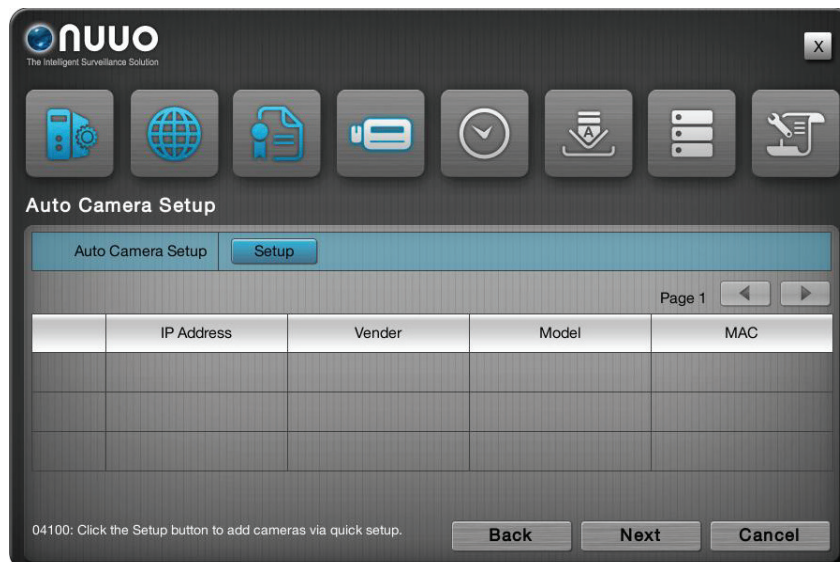 nuuo
The Intelligent Surveillance Solution
X
A
Auto Camera Setup
Auto Camera Setup
Setup
Page 1
IP Address Vender Model MAC
04100: Click the Setup button to add cameras via quick setup.
Back Next Cancel